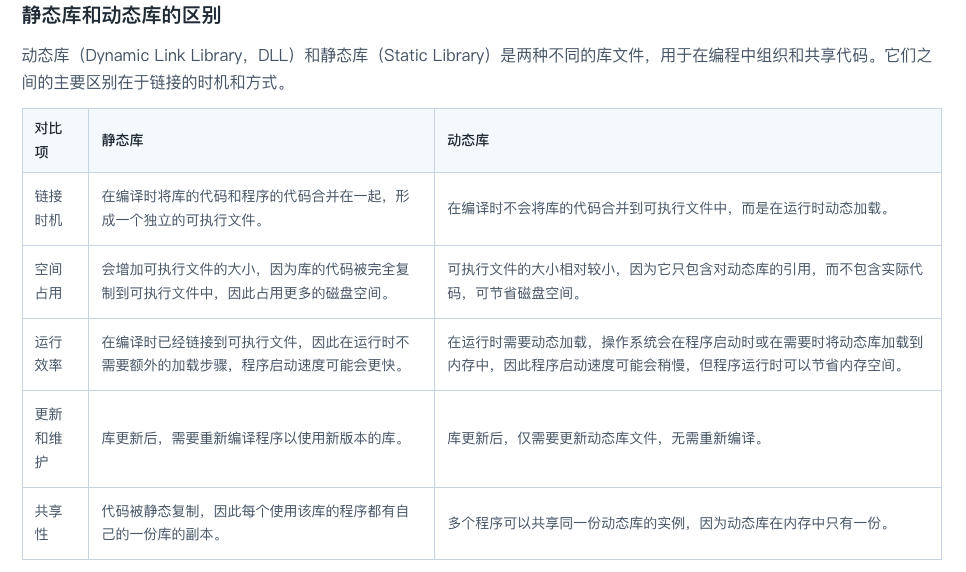 静态库和动态库的区别
动态库（Dynamic Link Library，DLL）和静态库（Static Library）是两种不同的库文件，用于在编程中组织和共享代码。它们之
间的主要区别在于链接的时机和方式。
对比
项
静态库
动态库
链接
时机
在编译时将库的代码和程序的代码合并在一起，形
成一个独立的可执行文件。
在编译时不会将库的代码合并到可执行文件中，而是在运行时动态加载。
空间
占用
会增加可执行文件的大小，因为库的代码被完全复
制到可执行文件中，因此占用更多的磁盘空间。
可执行文件的大小相对较小，因为它只包含对动态库的引用，而不包含实际代
码，可节省磁盘空间。
运行
效率
在编译时已经链接到可执行文件，因此在运行时不
需要额外的加载步骤，程序启动速度可能会更快。
在运行时需要动态加载，操作系统会在程序启动时或在需要时将动态库加载到
内存中，因此程序启动速度可能会稍慢，但程序运行时可以节省内存空间。
更新
和维
护
库更新后，需要重新编译程序以使用新版本的库。
库更新后，仅需要更新动态库文件，无需重新编译。
共享
性
代码被静态复制，因此每个使用该库的程序都有自
己的一份库的副本。
多个程序可以共享同一份动态库的实例，因为动态库在内存中只有一份。